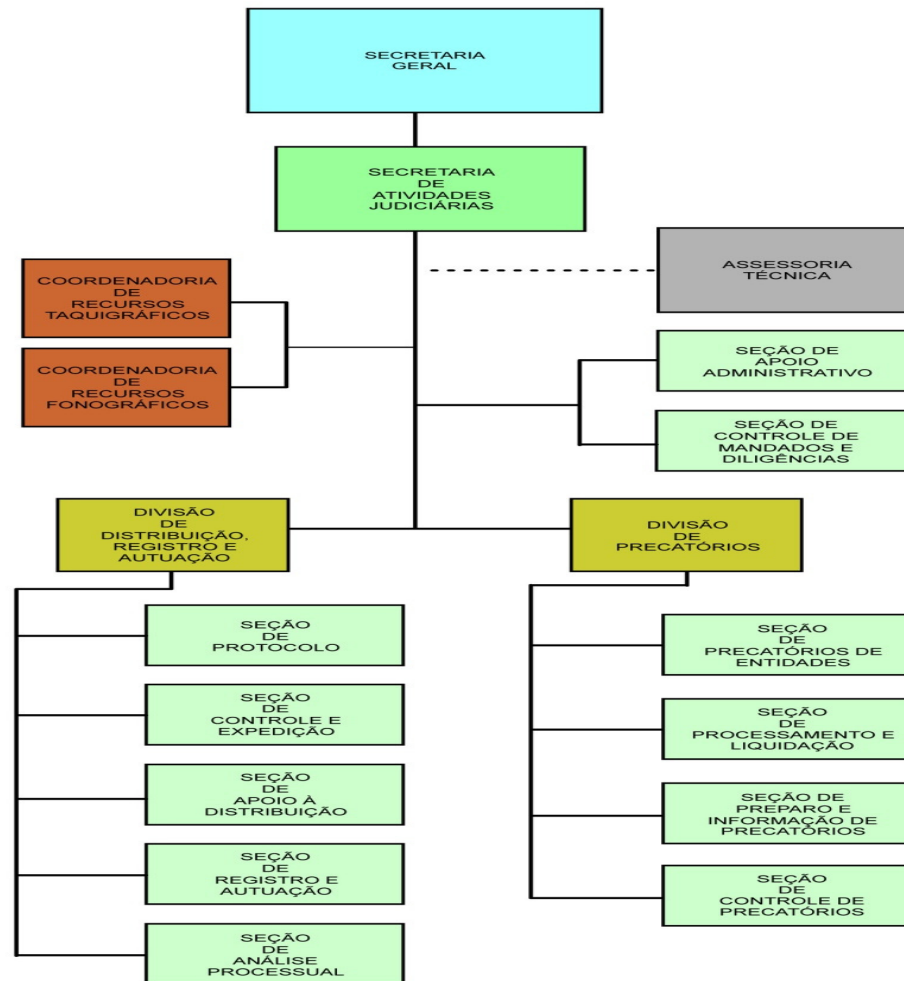 SECRETARIA
GERAL
SECRETARIA
DE
ATIVIDADES
JUDICIÁRIAS
COORDENADORIA
DE
RECURSOS
TAQUIGRÁFICOS
COORDENADORIA
DE
RECURSOS
FONOGRÁFICOS
ASSESSORIA
TÉCNICA
SEÇÃO DE
APOIO
ADMINISTRATIVO
SEÇÃO DE
CONTROLE DE
MANDADOS E
DILIGÊNCIAS
DIVISÃO
DE
DISTRIBUIÇÃO,
REGISTRO E
AUTUAÇÃO
SEÇÃO
DE
PROTOCOLO
SEÇÃO
DE
CONTROLE E
EXPEDIÇÃO
SEÇÃO
DE
APOIO À
DISTRIBUIÇÃO
SEÇÃO
DE
REGISTRO E
AUTUAÇÃO
SEÇÃO
DE
ANÁLISE
PROCESSUAL
DIVISÃO
DE
PRECATÓRIOS
SEÇÃO
DE
PRECATÓRIOS DE
ENTIDADES
SEÇÃO
DE
PROCESSAMENTO E
LIQUIDAÇÃO
SEÇÃO DE
PREPARO E
INFORMAÇÃO DE
PRECATÓRIOS
SEÇÃO
DE
CONTROLE DE
PRECATÓRIOS